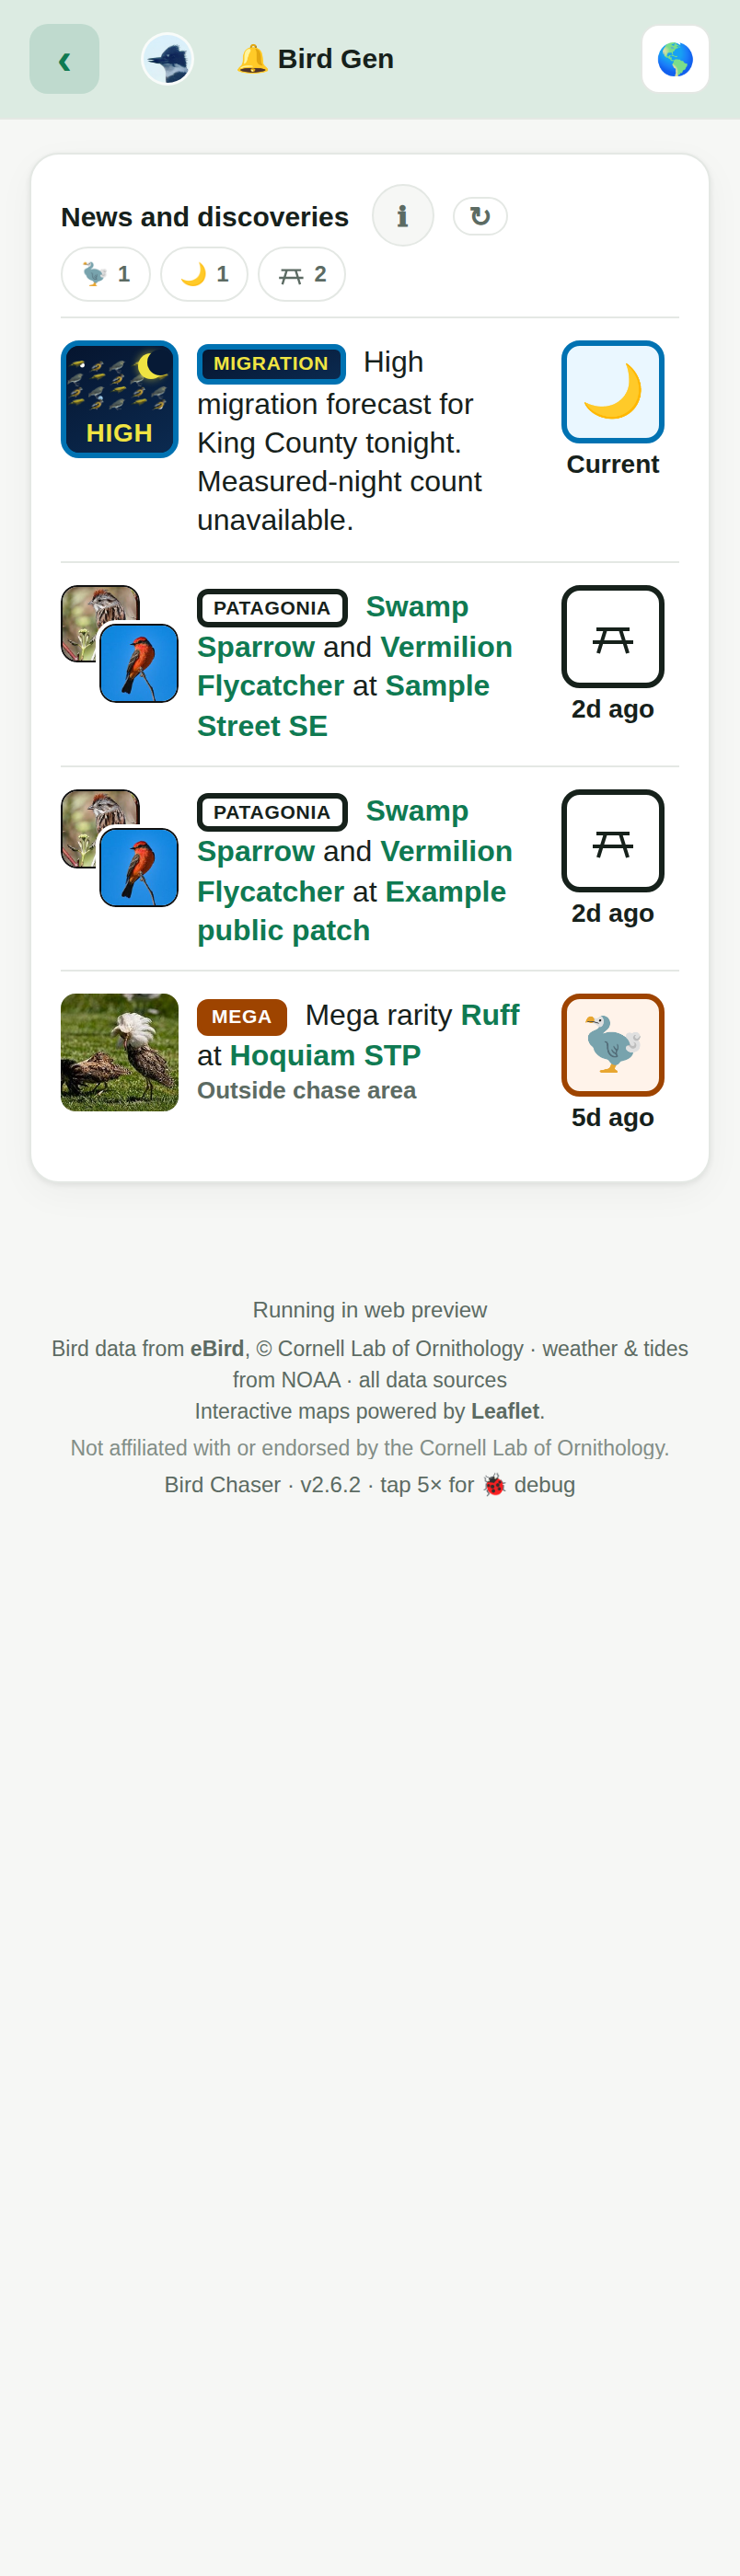 ‹ 🔔 Bird Gen 🌎
News and discoveries ℹ ↻
🦤 1 🌙 1 2
HIGH
MIGRATION High
migration forecast for
King County tonight.
Measured-night count
unavailable.
Current
PATAGONIA Swamp
Sparrow and Vermilion
Flycatcher at Sample
Street SE
2d ago
PATAGONIA Swamp
Sparrow and Vermilion
Flycatcher at Example
public patch
2d ago
MEGA Mega rarity Ruff
at Hoquiam STP
Outside chase area
5d ago
Running in web preview
Bird data from eBird, © Cornell Lab of Ornithology · weather & tides
from NOAA · all data sources
Interactive maps powered by Leaflet.
Not affiliated with or endorsed by the Cornell Lab of Ornithology.
Bird Chaser · v2.6.2 · tap 5× for 🐞 debug